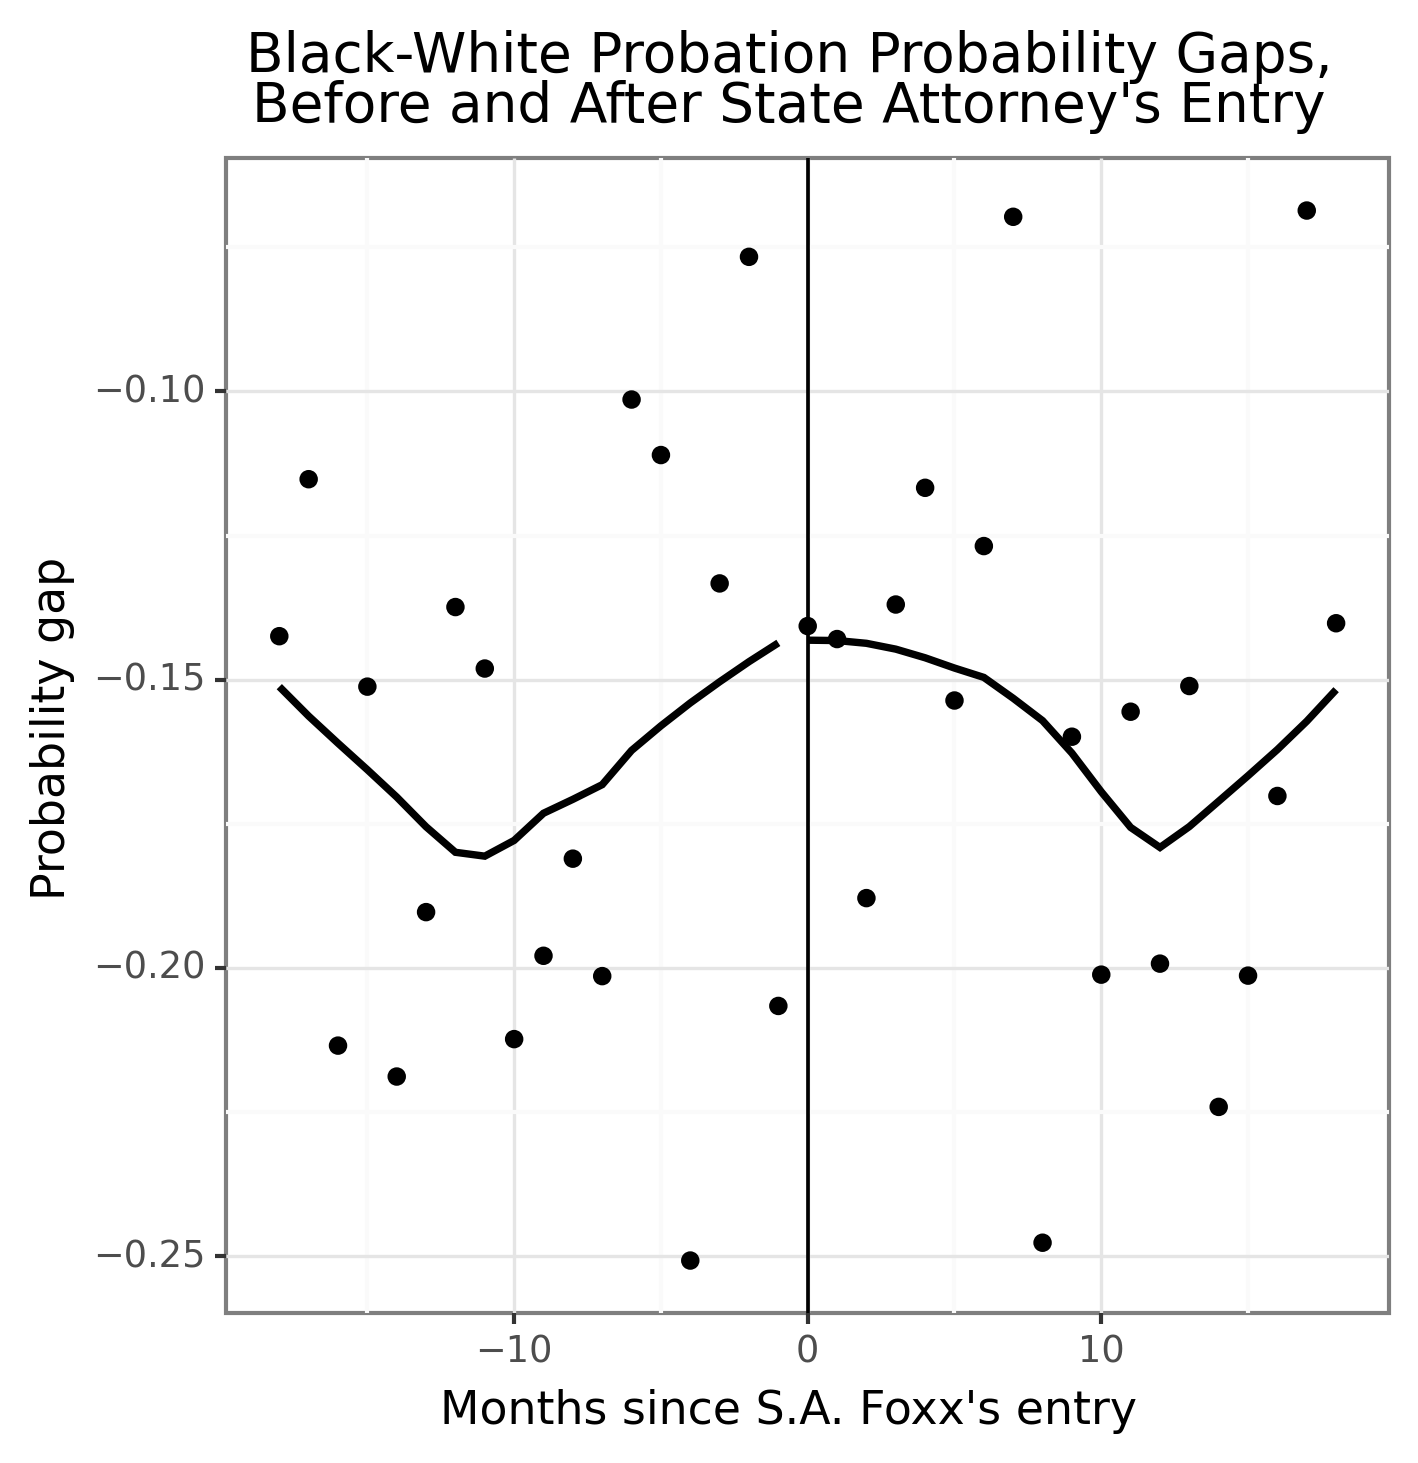 Black-White Probation Probability Gaps,
Before and After State Attorney's Entry
Probability gap
−0.10
−0.15
−0.20
−0.25
−10
0
10
Months since S.A. Foxx's entry